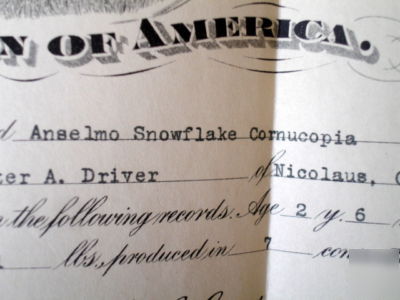 N OF AMERICA.
d Anselmo Snowflake Cornucopia
ter A. Driver of Nicolaus, C
n the following records: Age 2 y. 6
lbs, produced in 7 con